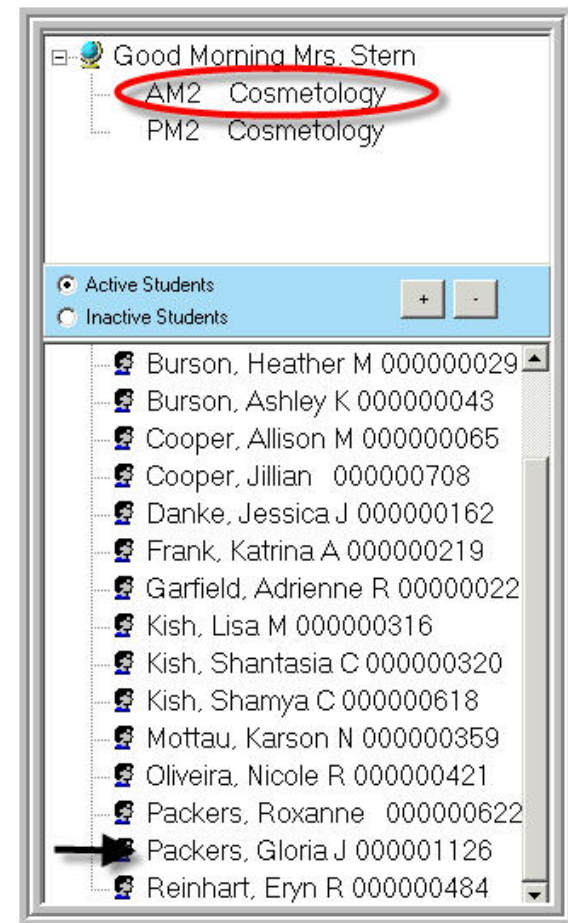 Good Morning Mrs. Stern
AM2 Cosmetology
PM2 Cosmetology
Active Students
+ -
Inactive Students
Burson, Heather M 000000029
Burson, Ashley K 000000043
Cooper, Allison M 000000065
Cooper, Jillian 000000708
Danke, Jessica J 000000162
Frank, Katrina A 000000219
Garfield, Adrienne R 00000022
Kish, Lisa M 000000316
Kish, Shantasia C 000000320
Kish, Shamya C 000000618
Mottau, Karson N 000000359
Oliveira, Nicole R 000000421
Packers, Roxanne 000000622
Packers, Gloria J 000001126
Reinhart, Eryn R 000000484